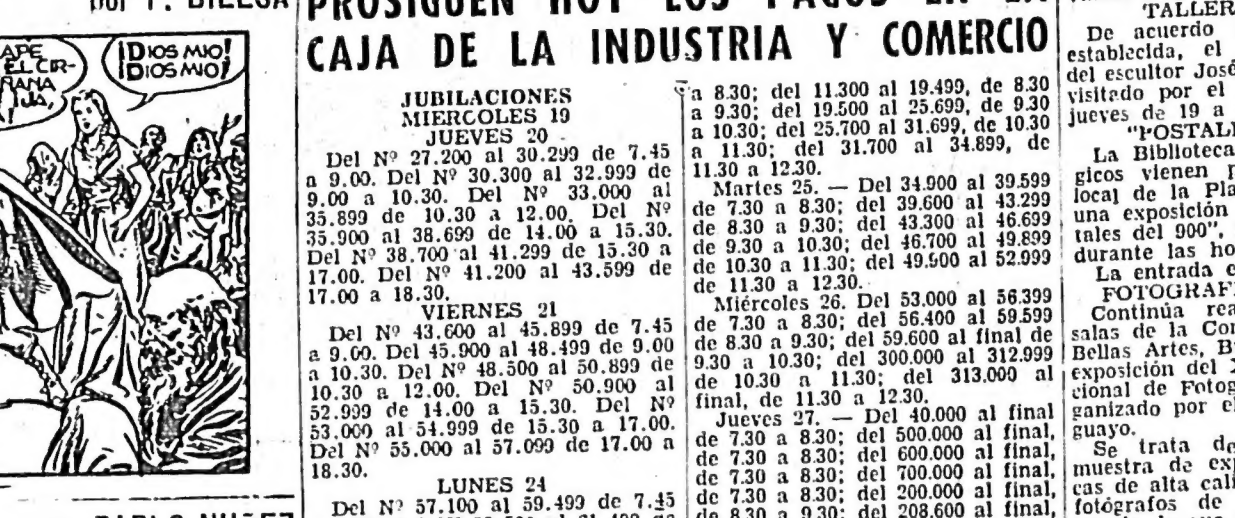 por
PROSIGUEN HOY LOS PAGOS EN LA
CAJA DE LA INDUSTRIA Y COMERCIO
APE
EL CIR-
¡DIOS MIO!
¡DIOS MIO!
JUBILACIONES
MIERCOLES 19
JUEVES 20
Del Nº 27.200 al 30.299 de 7.45
a 9.00. Del Nº 30.300 al 32.999 de
9.00 a 10.30. Del Nº 33.000 al
35.899 de 10.30 a 12.00. Del Nº
35.900 al 38.699 de 14.00 a 15.30.
Del Nº 38.700 al 41.299 de 15.30 a
17.00. Del Nº 41.200 al 43.599 de
17.00 a 18.30.
VIERNES 21
Del Nº 43.600 al 45.899 de 7.45
a 9.00. Del 45.900 al 48.499 de 9.00
a 10.30. Del Nº 48.500 al 50.899 de
10.30 a 12.00. Del Nº 50.900 al
52.999 de 14.00 a 15.30. Del Nº
53.000 al 54.999 de 15.30 a 17.00.
Del Nº 55.000 al 57.099 de 17.00 a
18.30.
LUNES 24
Del Nº 57.100 al 59.499 de 7.45
a 8.30; del 11.300 al 19.499, de 8.30
a 9.30; del 19.500 al 25.699, de 9.30
a 10.30; del 25.700 al 31.699, de 10.30
a 11.30; del 31.700 al 34.899, de
11.30 a 12.30.
Martes 25. — Del 34.900 al 39.599
de 7.30 a 8.30; del 39.600 al 43.299
de 8.30 a 9.30; del 43.300 al 46.699
de 9.30 a 10.30; del 46.700 al 49.899
de 10.30 a 11.30; del 49.900 al 52.999
de 11.30 a 12.30.
Miércoles 26. Del 53.000 al 56.399
de 7.30 a 8.30; del 56.400 al 59.599
de 8.30 a 9.30; del 59.600 al final de
9.30 a 10.30; del 300.000 al 312.999
de 10.30 a 11.30; del 313.000 al
final, de 11.30 a 12.30.
Jueves 27. — Del 40.000 al final
de 7.30 a 8.30; del 500.000 al final,
de 7.30 a 8.30; del 600.000 al final,
de 7.30 a 8.30; del 700.000 al final,
de 7.30 a 8.30; del 200.000 al final,
de 8.30 a 9.30; del 208.600 al final,
TALLER
De acuerdo
establecida, el
del escultor José
visitado por el
jueves de 19 a
"POSTAL
La Biblioteca
gicos vienen
local de la Pla
una exposición
tales del 900",
durante las ho
La entrada e
FOTOGRAF
Continúa rea
salas de la Co
Bellas Artes, B
exposición del
cional de Fotog
ganizado por el
guayo.
Se trata de
muestra de exp
cas de alta cali
fotógrafos de